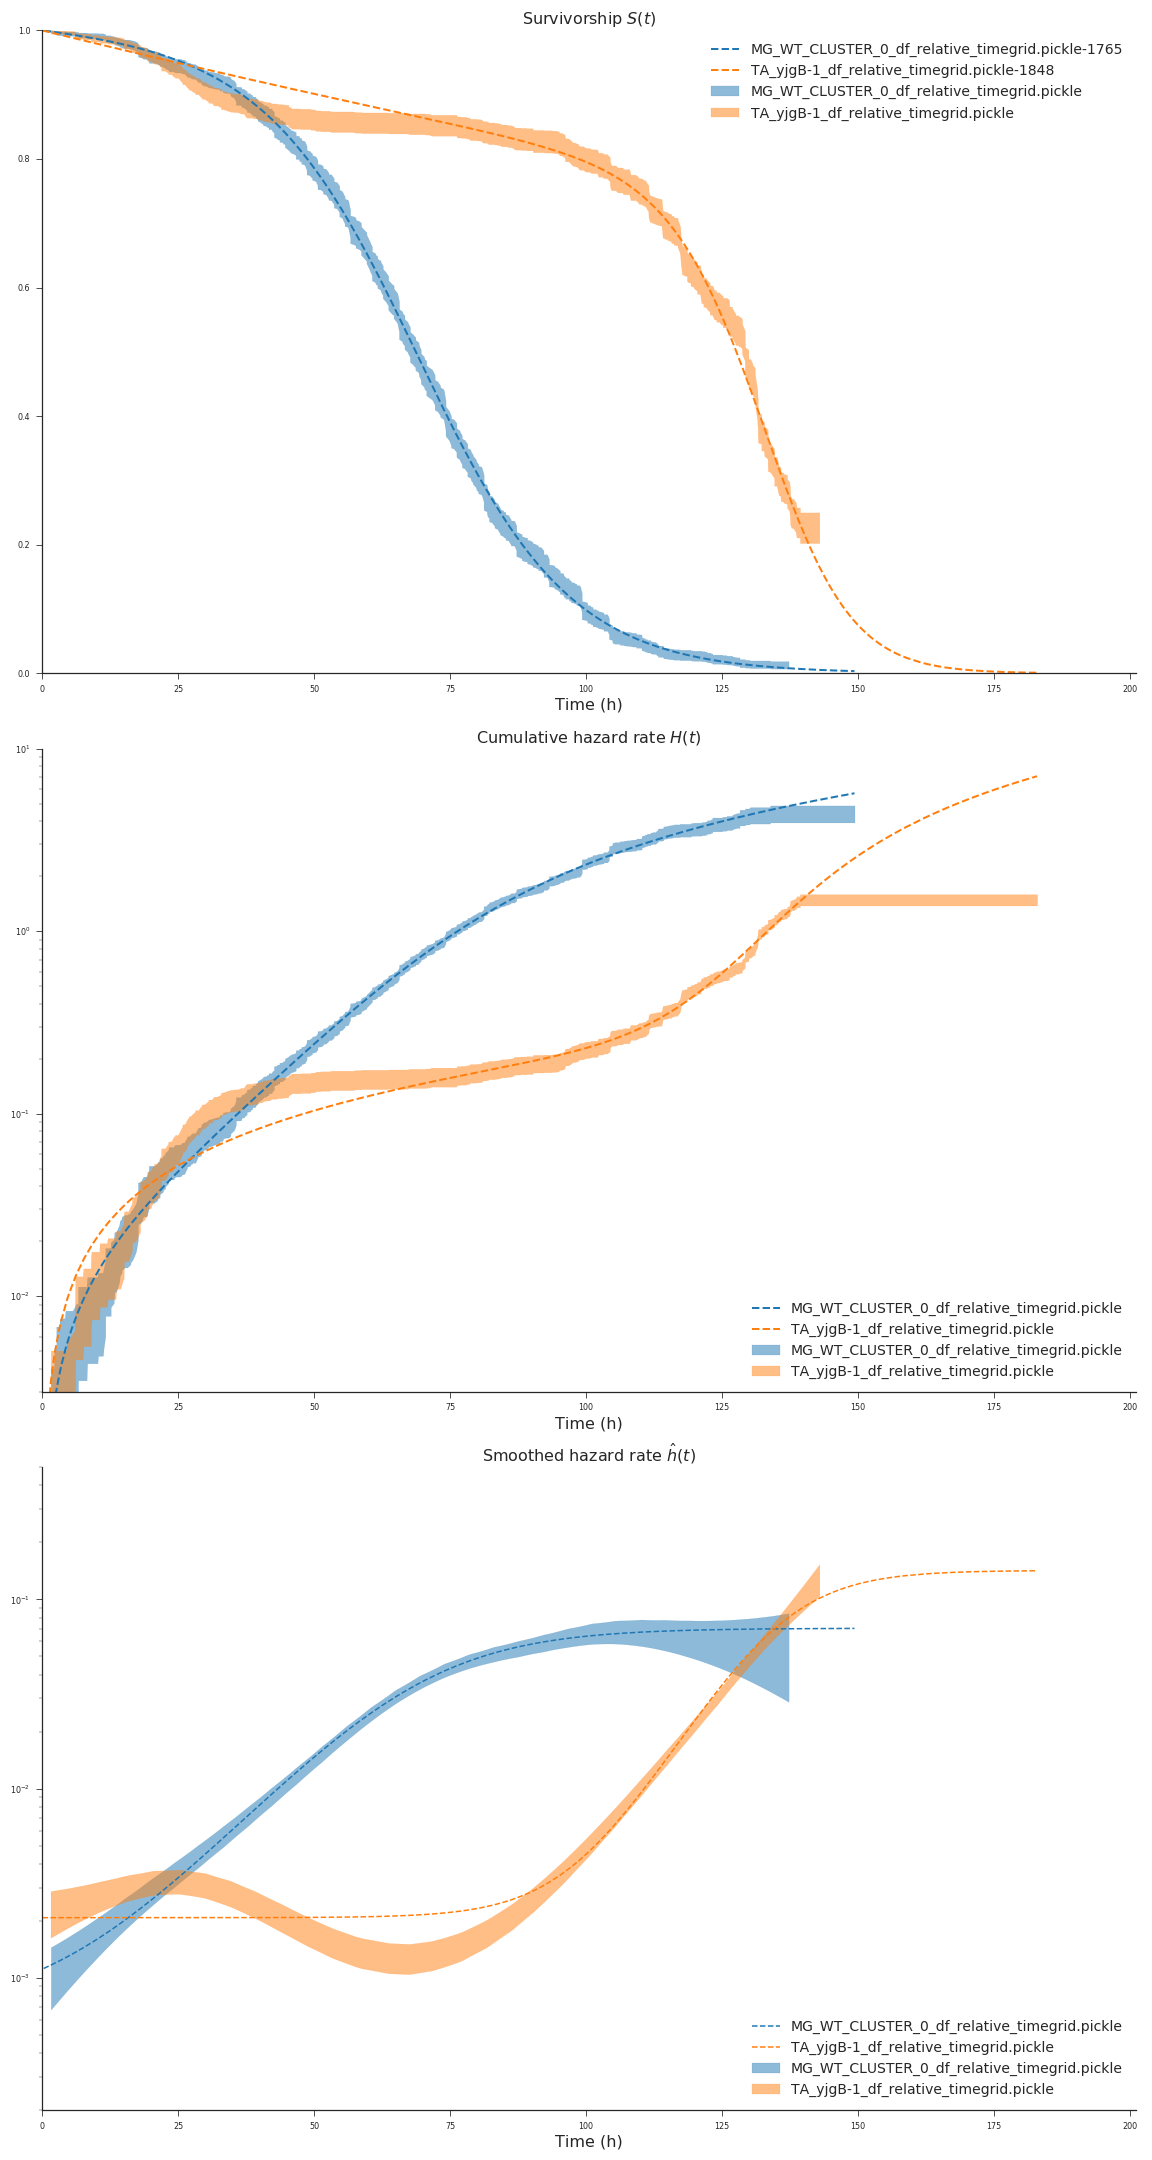 Survivorship S(t)
1.0
0.8
0.6
0.4
0.2
0.0
MG_WT_CLUSTER_0_df_relative_timegrid.pickle-1765
TA_yjgB-1_df_relative_timegrid.pickle-1848
MG_WT_CLUSTER_0_df_relative_timegrid.pickle
TA_yjgB-1_df_relative_timegrid.pickle
0 25 50 75 100 125 150 175 200
Time (h)
Cumulative hazard rate H(t)
10¹
10⁰
10⁻¹
10⁻²
MG_WT_CLUSTER_0_df_relative_timegrid.pickle
TA_yjgB-1_df_relative_timegrid.pickle
MG_WT_CLUSTER_0_df_relative_timegrid.pickle
TA_yjgB-1_df_relative_timegrid.pickle
0 25 50 75 100 125 150 175 200
Time (h)
Smoothed hazard rate ĥ(t)
10⁻¹
10⁻²
10⁻³
MG_WT_CLUSTER_0_df_relative_timegrid.pickle
TA_yjgB-1_df_relative_timegrid.pickle
MG_WT_CLUSTER_0_df_relative_timegrid.pickle
TA_yjgB-1_df_relative_timegrid.pickle
0 25 50 75 100 125 150 175 200
Time (h)